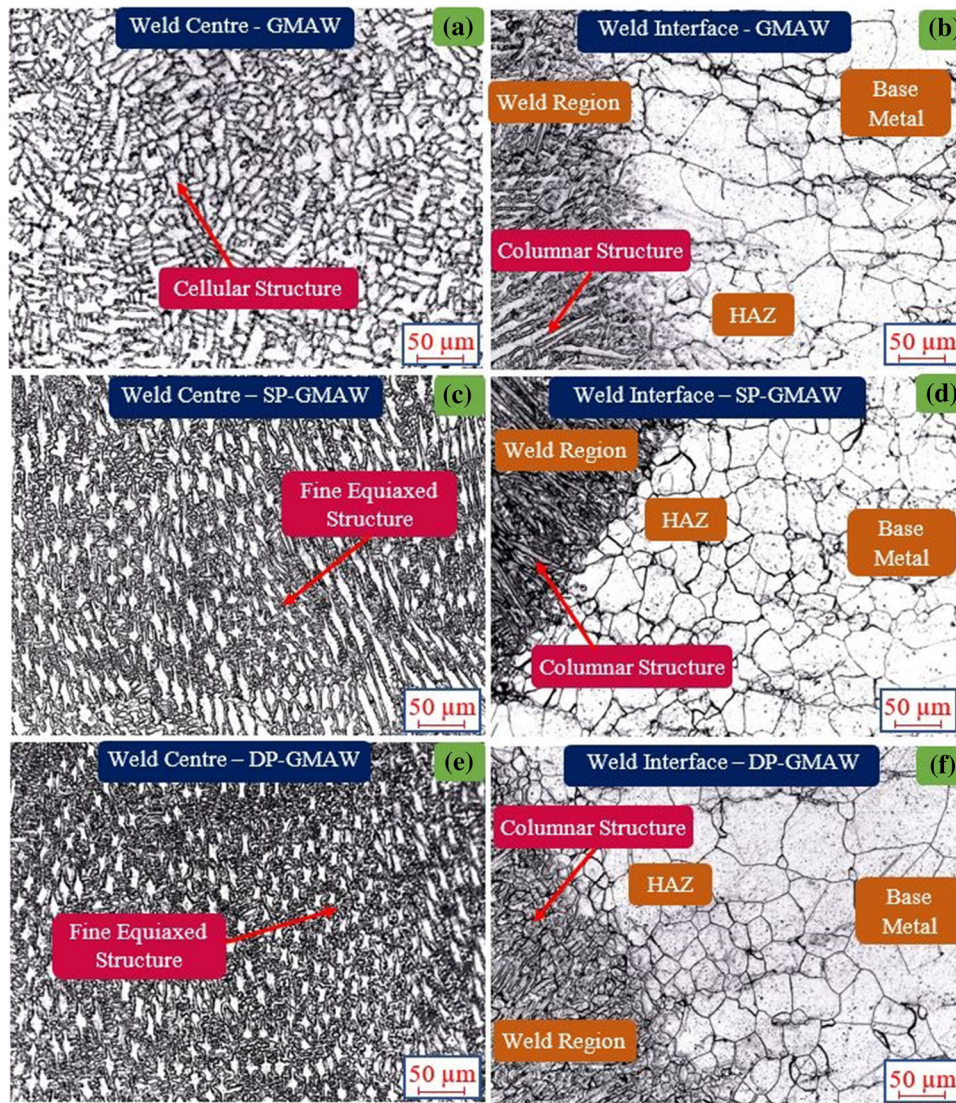 Weld Centre - GMAW
(a)
Cellular Structure
50 µm
Weld Interface - GMAW
(b)
Weld Region
Base
Metal
Columnar Structure
HAZ
50 µm
Weld Centre – SP-GMAW
(c)
Fine Equiaxed
Structure
50 µm
Weld Interface – SP-GMAW
(d)
Weld Region
HAZ
Base
Metal
Columnar Structure
50 µm
Weld Centre – DP-GMAW
(e)
Fine Equiaxed
Structure
50 µm
Weld Interface – DP-GMAW
(f)
Columnar Structure
HAZ
Base
Metal
Weld Region
50 µm